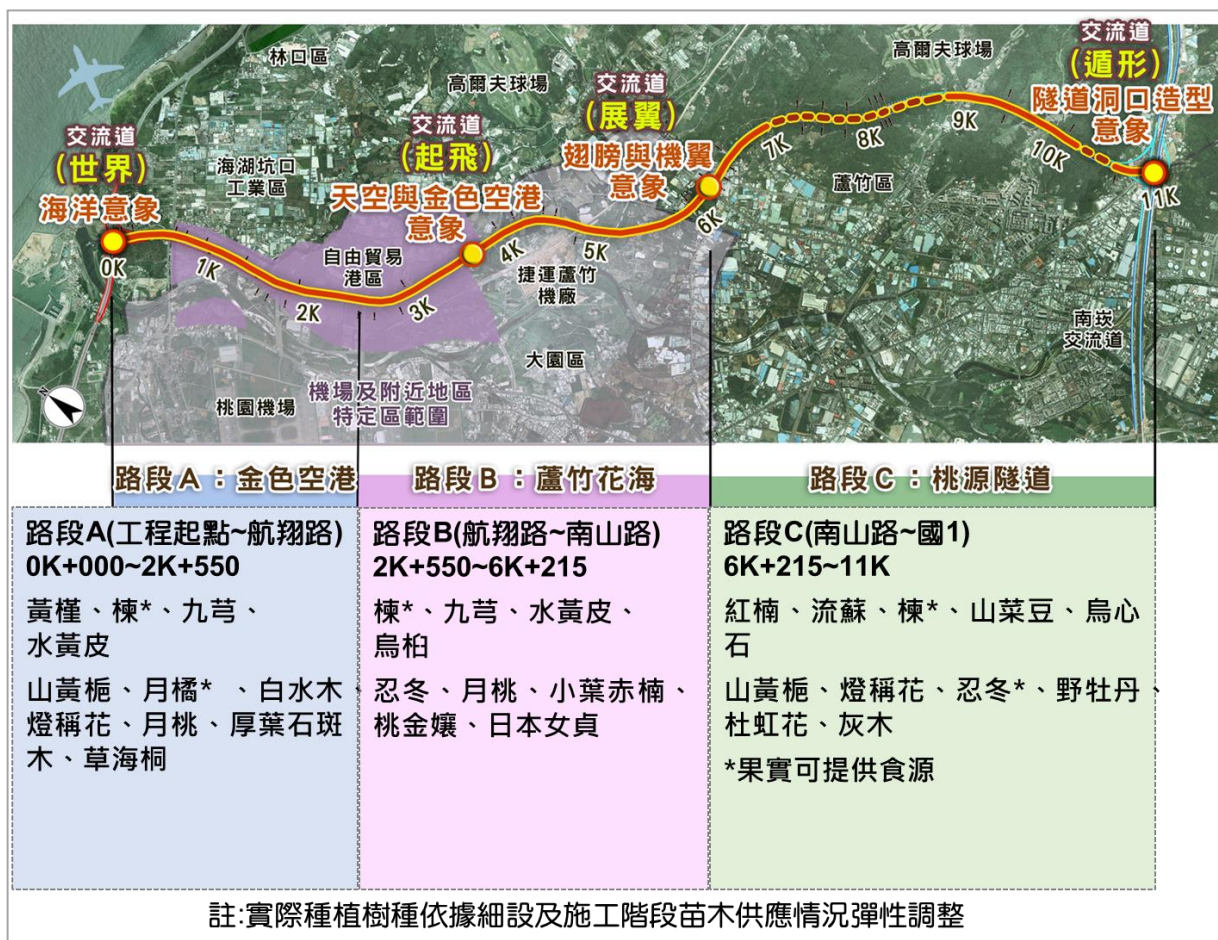 林口區
高爾夫球場
高爾夫球場
交流道
(遁形)
隧道洞口造型
意象
交流道
(展翼)
翅膀與機翼
意象
交流道
(起飛)
天空與金色空港
意象
交流道
(世界)
海洋意象
海湖坑口
工業區
蘆竹區
自由貿易
港區
捷運蘆竹
機廠
大園區
南崁
交流道
桃園機場
機場及附近地區
特定區範圍
N
0K
1K
2K
3K
4K
5K
6K
7K
8K
9K
10K
11K
路段A：金色空港
路段B：蘆竹花海
路段C：桃源隧道
路段A(工程起點~航翔路)
0K+000~2K+550
黃槿、楝*、九芎、
水黃皮
山黃梔、月橘* 、白水木、
燈稱花、月桃、厚葉石斑
木、草海桐
路段B(航翔路~南山路)
2K+550~6K+215
楝*、九芎、水黃皮、
烏桕
忍冬、月桃、小葉赤楠、
桃金孃、日本女貞
路段C(南山路~國1)
6K+215~11K
紅楠、流蘇、楝*、山菜豆、烏心
石
山黃梔、燈稱花、忍冬*、野牡丹、
杜虹花、灰木
*果實可提供食源
註:實際種植樹種依據細設及施工階段苗木供應情況彈性調整